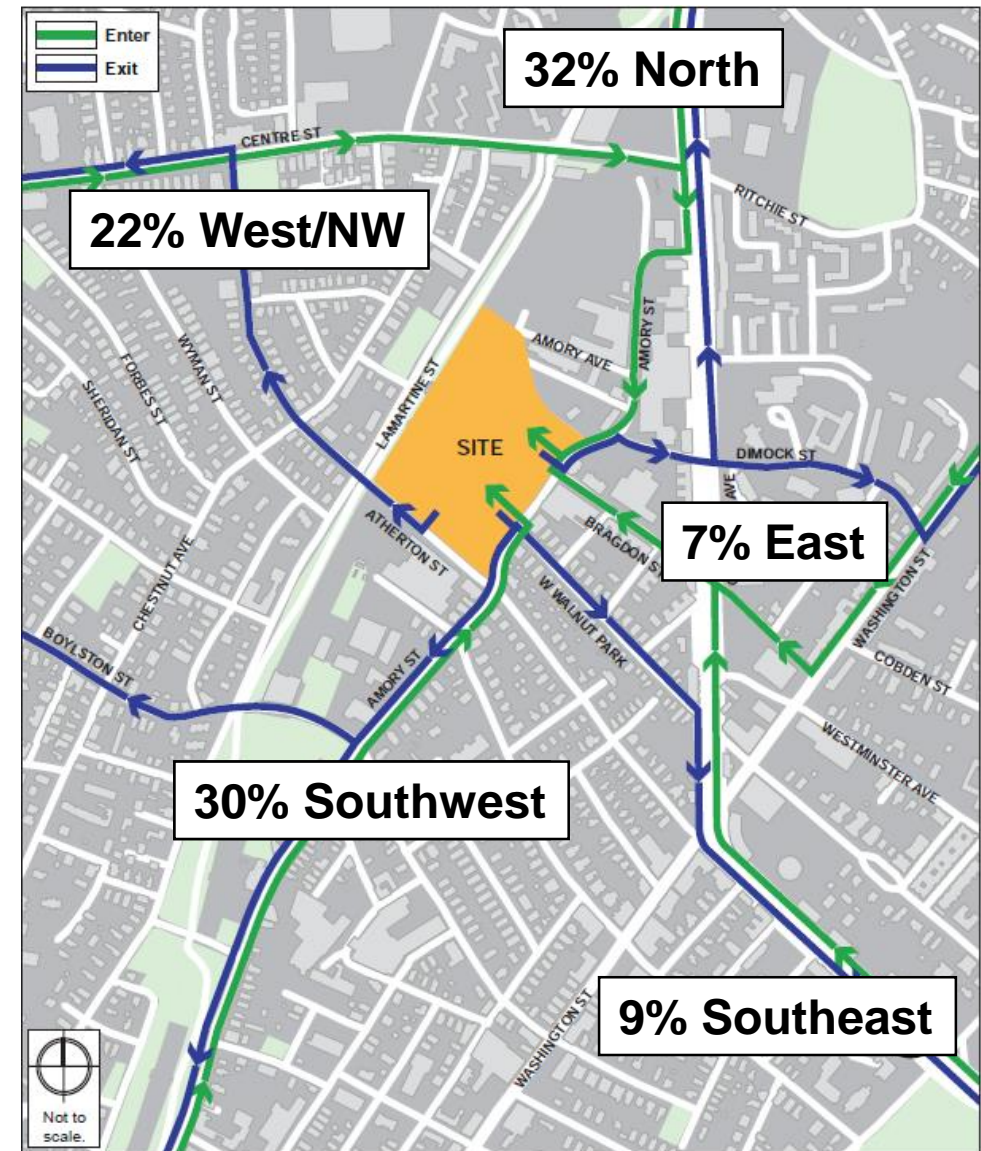 Enter
Exit
32% North
CENTRE ST
RITCHIE ST
22% West/NW
AMORY ST
AMORY AVE
WYMAN ST
FORBES ST
SHERIDAN ST
LAMARTINE ST
SITE
DIMOCK ST
AVE
ATHERTON ST
BRAGDON ST
7% East
CHESTNUT AVE
W WALNUT PARK
WASHINGTON ST
COBDEN ST
BOYLSTON ST
AMORY ST
WESTMINSTER AVE
30% Southwest
9% Southeast
WASHINGTON ST
Not to
scale.